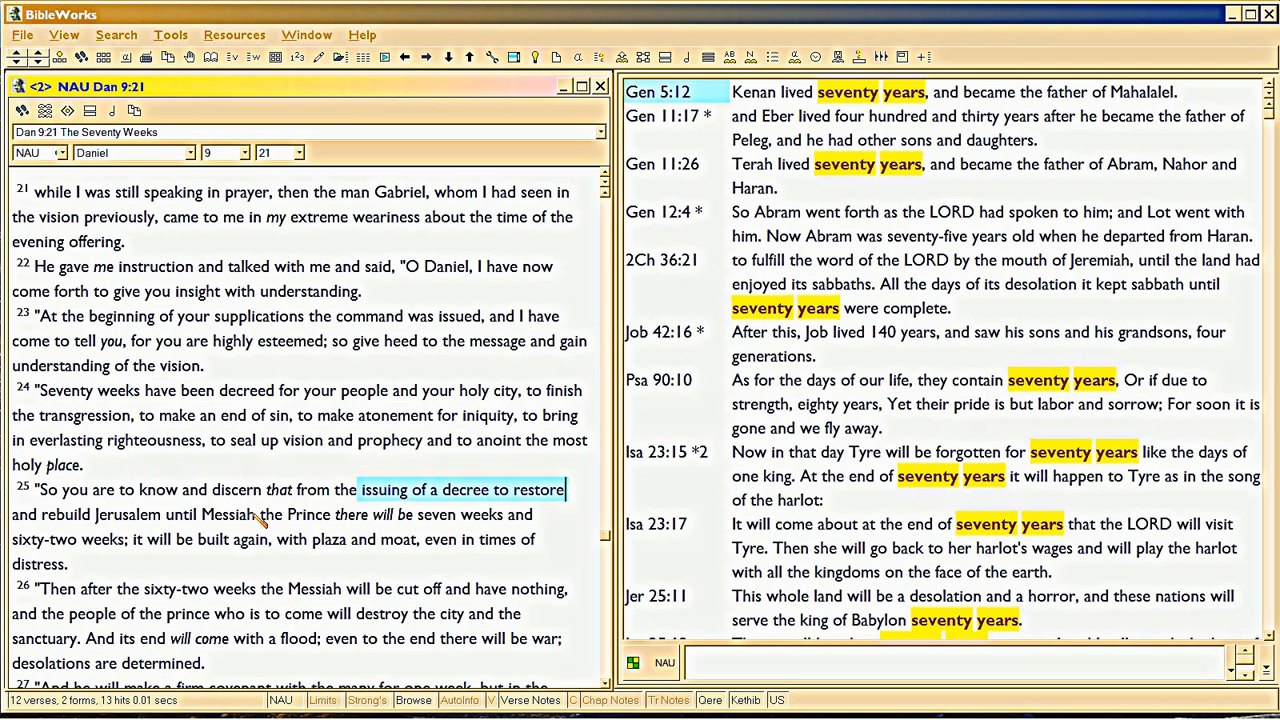 BibleWorks
File View Search Tools Resources Window Help
<2> NAU Dan 9:21
Dan 9:21 The Seventy Weeks
NAU Daniel 9 21
21 while I was still speaking in prayer, then the man Gabriel, whom I had seen in
the vision previously, came to me in my extreme weariness about the time of the
evening offering.
22 He gave me instruction and talked with me and said, "O Daniel, I have now
come forth to give you insight with understanding.
23 "At the beginning of your supplications the command was issued, and I have
come to tell you, for you are highly esteemed; so give heed to the message and gain
understanding of the vision.
24 "Seventy weeks have been decreed for your people and your holy city, to finish
the transgression, to make an end of sin, to make atonement for iniquity, to bring
in everlasting righteousness, to seal up vision and prophecy and to anoint the most
holy place.
25 "So you are to know and discern that from the issuing of a decree to restore
and rebuild Jerusalem until Messiah the Prince there will be seven weeks and
sixty-two weeks; it will be built again, with plaza and moat, even in times of
distress.
26 "Then after the sixty-two weeks the Messiah will be cut off and have nothing,
and the people of the prince who is to come will destroy the city and the
sanctuary. And its end will come with a flood; even to the end there will be war;
desolations are determined.
27 "And he will make a firm covenant with the many for one week, but in the
Gen 5:12 Kenan lived seventy years, and became the father of Mahalalel.
Gen 11:17 * and Eber lived four hundred and thirty years after he became the father of
Peleg, and he had other sons and daughters.
Gen 11:26 Terah lived seventy years, and became the father of Abram, Nahor and
Haran.
Gen 12:4 * So Abram went forth as the LORD had spoken to him; and Lot went with
him. Now Abram was seventy-five years old when he departed from Haran.
2Ch 36:21 to fulfill the word of the LORD by the mouth of Jeremiah, until the land had
enjoyed its sabbaths. All the days of its desolation it kept sabbath until
seventy years were complete.
Job 42:16 * After this, Job lived 140 years, and saw his sons and his grandsons, four
generations.
Psa 90:10 As for the days of our life, they contain seventy years, Or if due to
strength, eighty years, Yet their pride is but labor and sorrow; For soon it is
gone and we fly away.
Isa 23:15 *2 Now in that day Tyre will be forgotten for seventy years like the days of
one king. At the end of seventy years it will happen to Tyre as in the song
of the harlot:
Isa 23:17 It will come about at the end of seventy years that the LORD will visit
Tyre. Then she will go back to her harlot's wages and will play the harlot
with all the kingdoms on the face of the earth.
Jer 25:11 This whole land will be a desolation and a horror, and these nations will
serve the king of Babylon seventy years.
NAU
12 verses, 2 forms, 13 hits 0.01 secs NAU Limits Strong's Browse AutoInfo V Verse Notes C Chap Notes Tr Notes Qere Kethib US